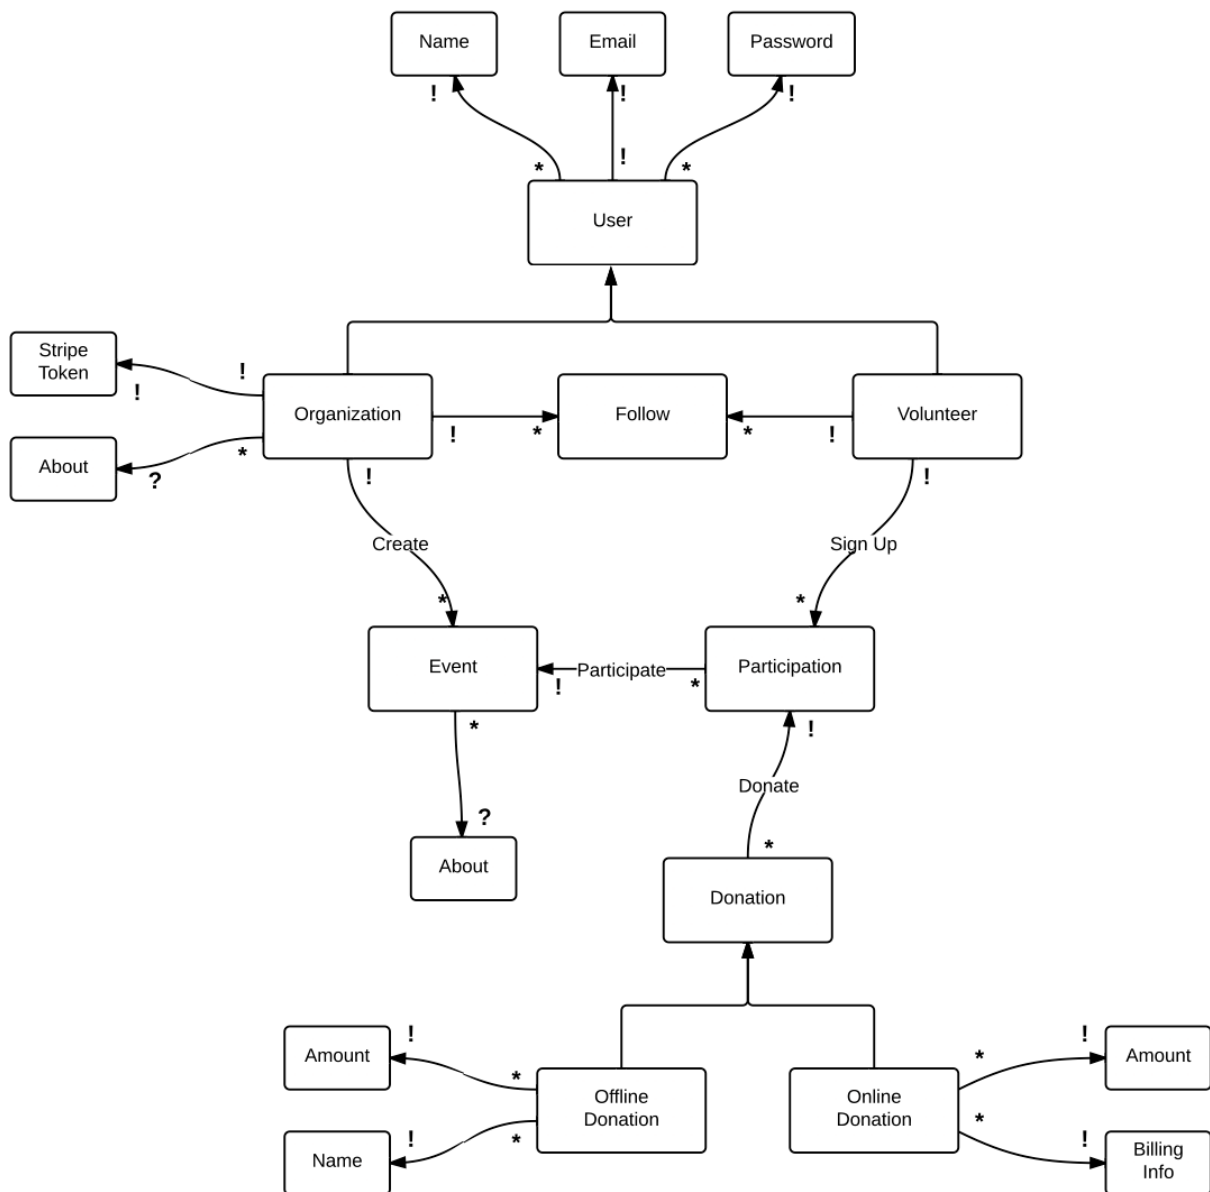 Name
Email
Password
!
!
!
*
!
*
User
Stripe
Token
!
!
Organization
Follow
Volunteer
!
*
*
!
About
*
?
!
!
Create
Sign Up
*
*
Event
Participate
Participation
!
*
*
!
Donate
?
*
About
Donation
Amount
!
*
Offline
Donation
Online
Donation
*
!
Amount
Name
!
*
*
!
Billing
Info